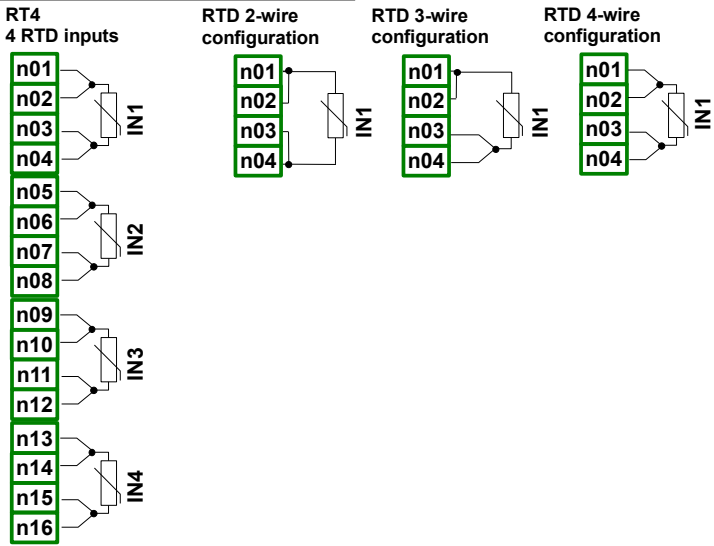 RT4
4 RTD inputs
n01
n02
n03
n04
IN1
n05
n06
n07
n08
IN2
n09
n10
n11
n12
IN3
n13
n14
n15
n16
IN4
RTD 2-wire
configuration
n01
n02
n03
n04
IN1
RTD 3-wire
configuration
n01
n02
n03
n04
IN1
RTD 4-wire
configuration
n01
n02
n03
n04
IN1